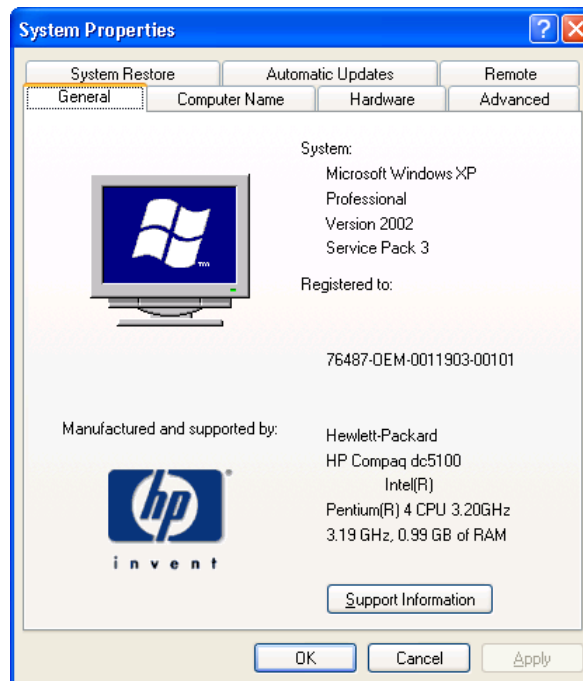 System Properties
System Restore
Automatic Updates
Remote
General
Computer Name
Hardware
Advanced
System:
Microsoft Windows XP
Professional
Version 2002
Service Pack 3
Registered to:
76487-OEM-0011903-00101
Manufactured and supported by:
Hewlett-Packard
HP Compaq dc5100
Intel(R)
Pentium(R) 4 CPU 3.20GHz
3.19 GHz, 0.99 GB of RAM
hp
invent
Support Information
OK
Cancel
Apply